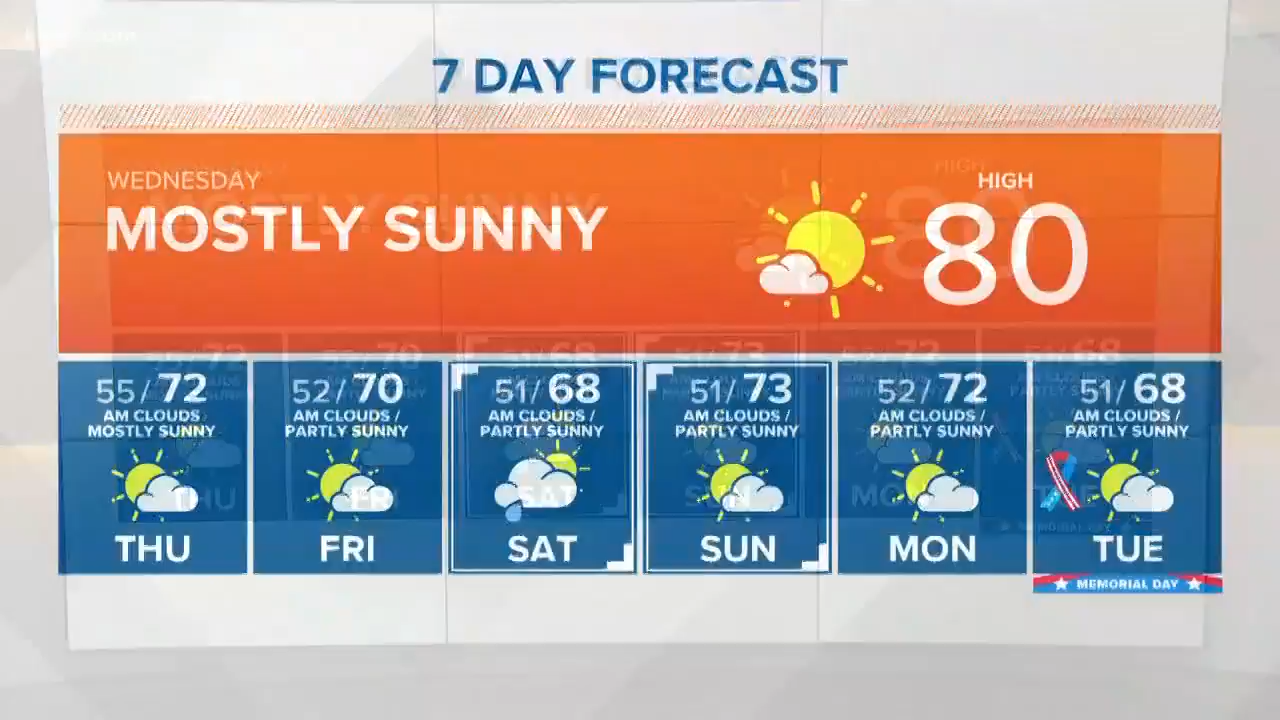 7 DAY FORECAST
WEDNESDAY
MOSTLY SUNNY
HIGH
80
55/72
AM CLOUDS /
MOSTLY SUNNY
THU
52/70
AM CLOUDS /
PARTLY SUNNY
FRI
51/68
AM CLOUDS /
PARTLY SUNNY
SAT
51/73
AM CLOUDS /
PARTLY SUNNY
SUN
52/72
AM CLOUDS /
PARTLY SUNNY
MON
51/68
AM CLOUDS /
PARTLY SUNNY
TUE
MEMORIAL DAY